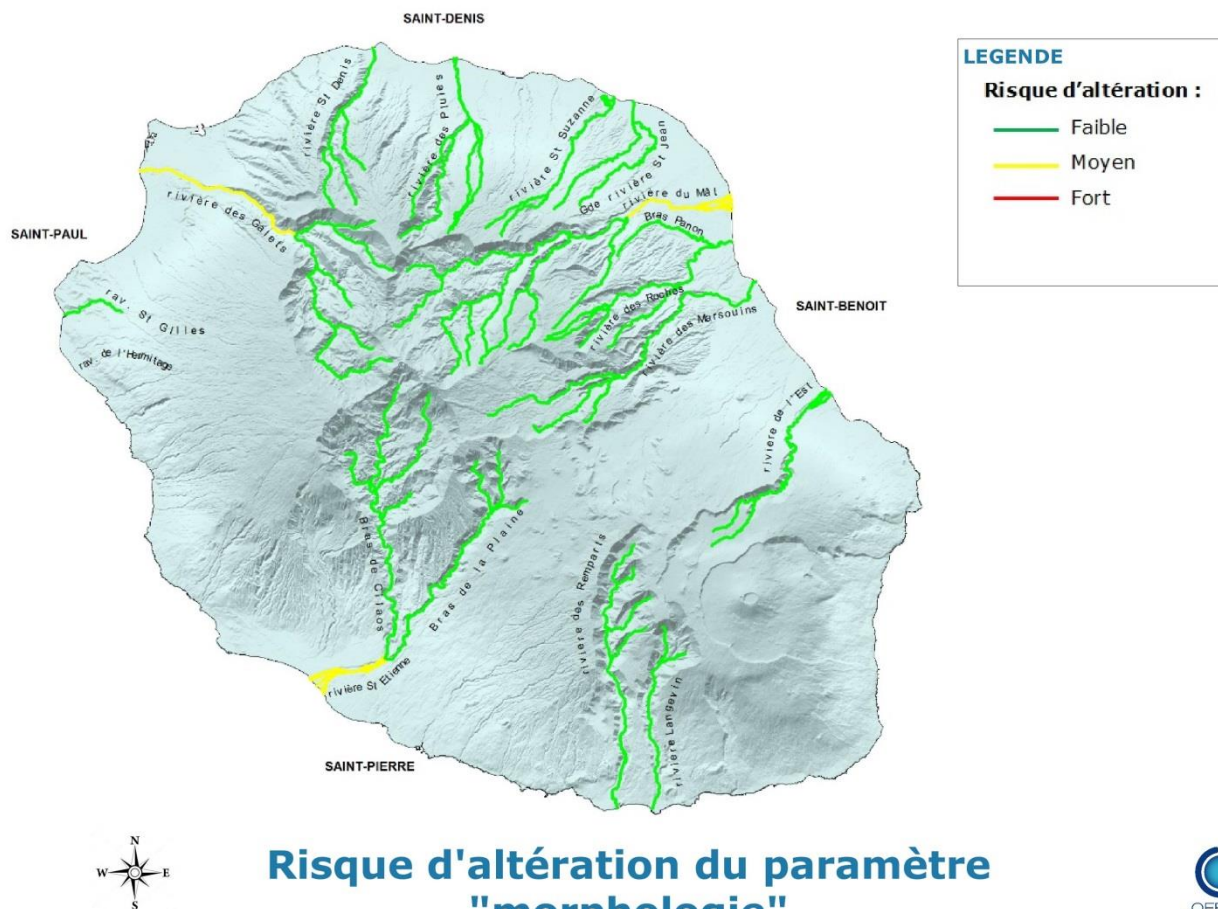 SAINT-DENIS
LEGENDE
Risque d'altération :
Faible
Moyen
Fort
rivière St Denis
rivière des Pluies
rivière St Suzanne
Gde rivière St Jean
rivière du Mât
rivière des Galets
Bras Panon
SAINT-PAUL
rav. St Gilles
rav. de l'Hermitage
rivière des Roches
rivière des Marsouins
SAINT-BENOIT
rivière de l'Est
Bras de Cilaos
Bras de la Plaine
rivière des Remparts
rivière Langevin
rivière St Etienne
SAINT-PIERRE
N
W
E
S
Risque d'altération du paramètre
"morphologie"